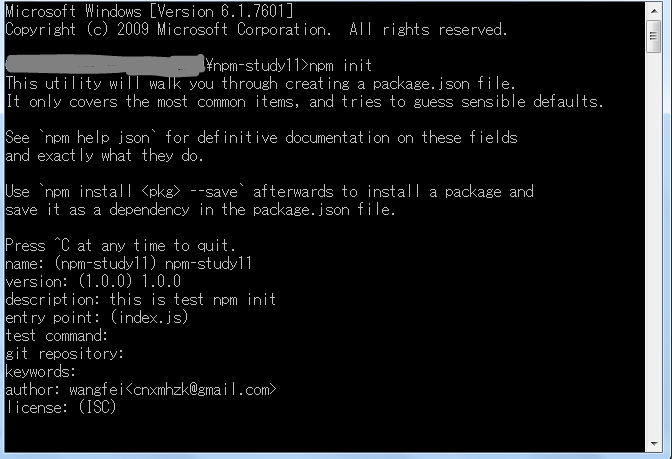 Microsoft Windows [Version 6.1.7601]
Copyright (c) 2009 Microsoft Corporation.  All rights reserved.
¥npm-study11>npm init
This utility will walk you through creating a package.json file.
It only covers the most common items, and tries to guess sensible defaults.
See `npm help json` for definitive documentation on these fields
and exactly what they do.
Use `npm install <pkg> --save` afterwards to install a package and
save it as a dependency in the package.json file.
Press ^C at any time to quit.
name: (npm-study11) npm-study11
version: (1.0.0) 1.0.0
description: this is test npm init
entry point: (index.js)
test command:
git repository:
keywords:
author: wangfei<cnxmhzk@gmail.com>
license: (ISC)